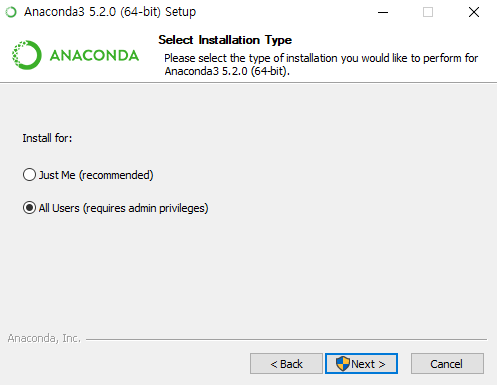 Anaconda3 5.2.0 (64-bit) Setup
ANACONDA
Select Installation Type
Please select the type of installation you would like to perform for
Anaconda3 5.2.0 (64-bit).
Install for:
Just Me (recommended)
All Users (requires admin privileges)
Anaconda, Inc.
< Back
Next >
Cancel